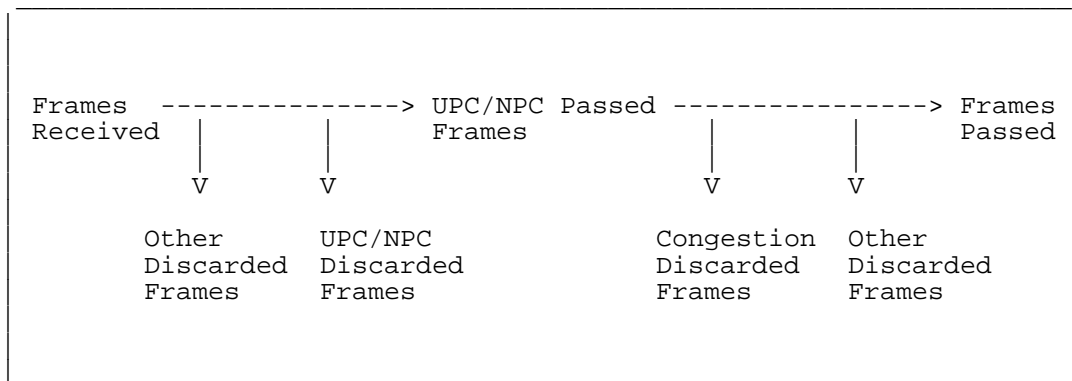 Frames ---------------> UPC/NPC Passed ----------------> Frames
Received | | Frames | | Passed
| | | |
V V V V
Other UPC/NPC Congestion Other
Discarded Discarded Discarded Discarded
Frames Frames Frames Frames